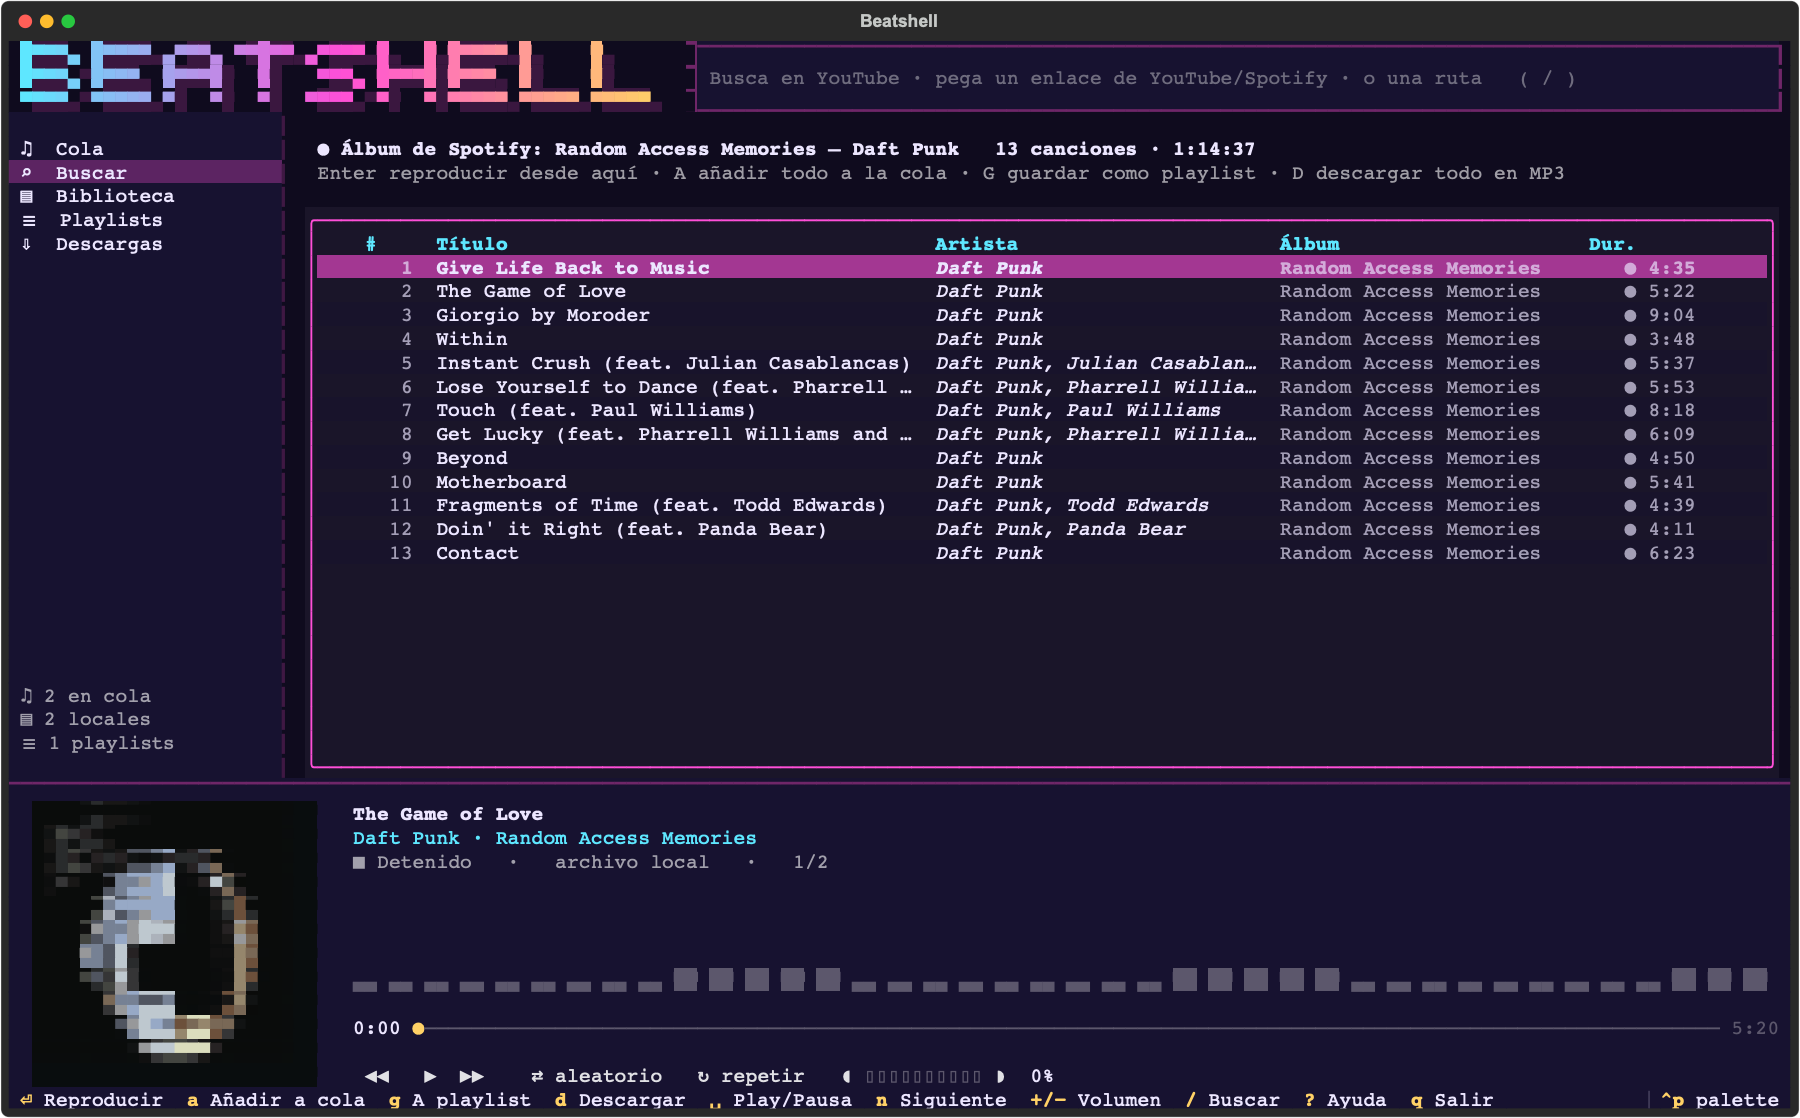 Beatshell
BEATSHELL
Busca en YouTube · pega un enlace de YouTube/Spotify · o una ruta ( / )
♫ Cola
⌕ Buscar
▤ Biblioteca
≡ Playlists
⇩ Descargas
● Álbum de Spotify: Random Access Memories — Daft Punk 13 canciones · 1:14:37
Enter reproducir desde aquí · A añadir todo a la cola · G guardar como playlist · D descargar todo en MP3
# Título Artista Álbum Dur.
1 Give Life Back to Music Daft Punk Random Access Memories ● 4:35
2 The Game of Love Daft Punk Random Access Memories ● 5:22
3 Giorgio by Moroder Daft Punk Random Access Memories ● 9:04
4 Within Daft Punk Random Access Memories ● 3:48
5 Instant Crush (feat. Julian Casablancas) Daft Punk, Julian Casablan… Random Access Memories ● 5:37
6 Lose Yourself to Dance (feat. Pharrell … Daft Punk, Pharrell Willia… Random Access Memories ● 5:53
7 Touch (feat. Paul Williams) Daft Punk, Paul Williams Random Access Memories ● 8:18
8 Get Lucky (feat. Pharrell Williams and … Daft Punk, Pharrell Willia… Random Access Memories ● 6:09
9 Beyond Daft Punk Random Access Memories ● 4:50
10 Motherboard Daft Punk Random Access Memories ● 5:41
11 Fragments of Time (feat. Todd Edwards) Daft Punk, Todd Edwards Random Access Memories ● 4:39
12 Doin' it Right (feat. Panda Bear) Daft Punk, Panda Bear Random Access Memories ● 4:11
13 Contact Daft Punk Random Access Memories ● 6:23
♫ 2 en cola
▤ 2 locales
≡ 1 playlists
The Game of Love
Daft Punk · Random Access Memories
■ Detenido · archivo local · 1/2
0:00 5:20
◀◀ ▶ ▶▶ ⇄ aleatorio ↻ repetir ◖ ▯▯▯▯▯▯▯▯▯▯ ◗ 0%
⏎ Reproducir a Añadir a cola g A playlist d Descargar ␣ Play/Pausa n Siguiente +/− Volumen / Buscar ? Ayuda q Salir ^p palette